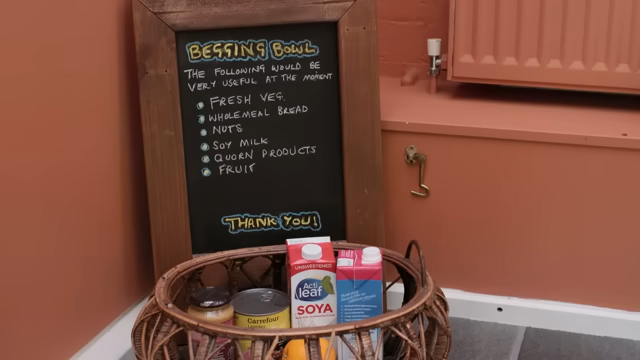 BEGGING BOWL
THE FOLLOWING WOULD BE
VERY USEFUL AT THE MOMENT
FRESH VEG.
WHOLEMEAL BREAD
NUTS
SOY MILK
QUORN PRODUCTS
FRUIT
THANK YOU!
UNSWEETENED
Acti
leaf
SOYA
Carrefour